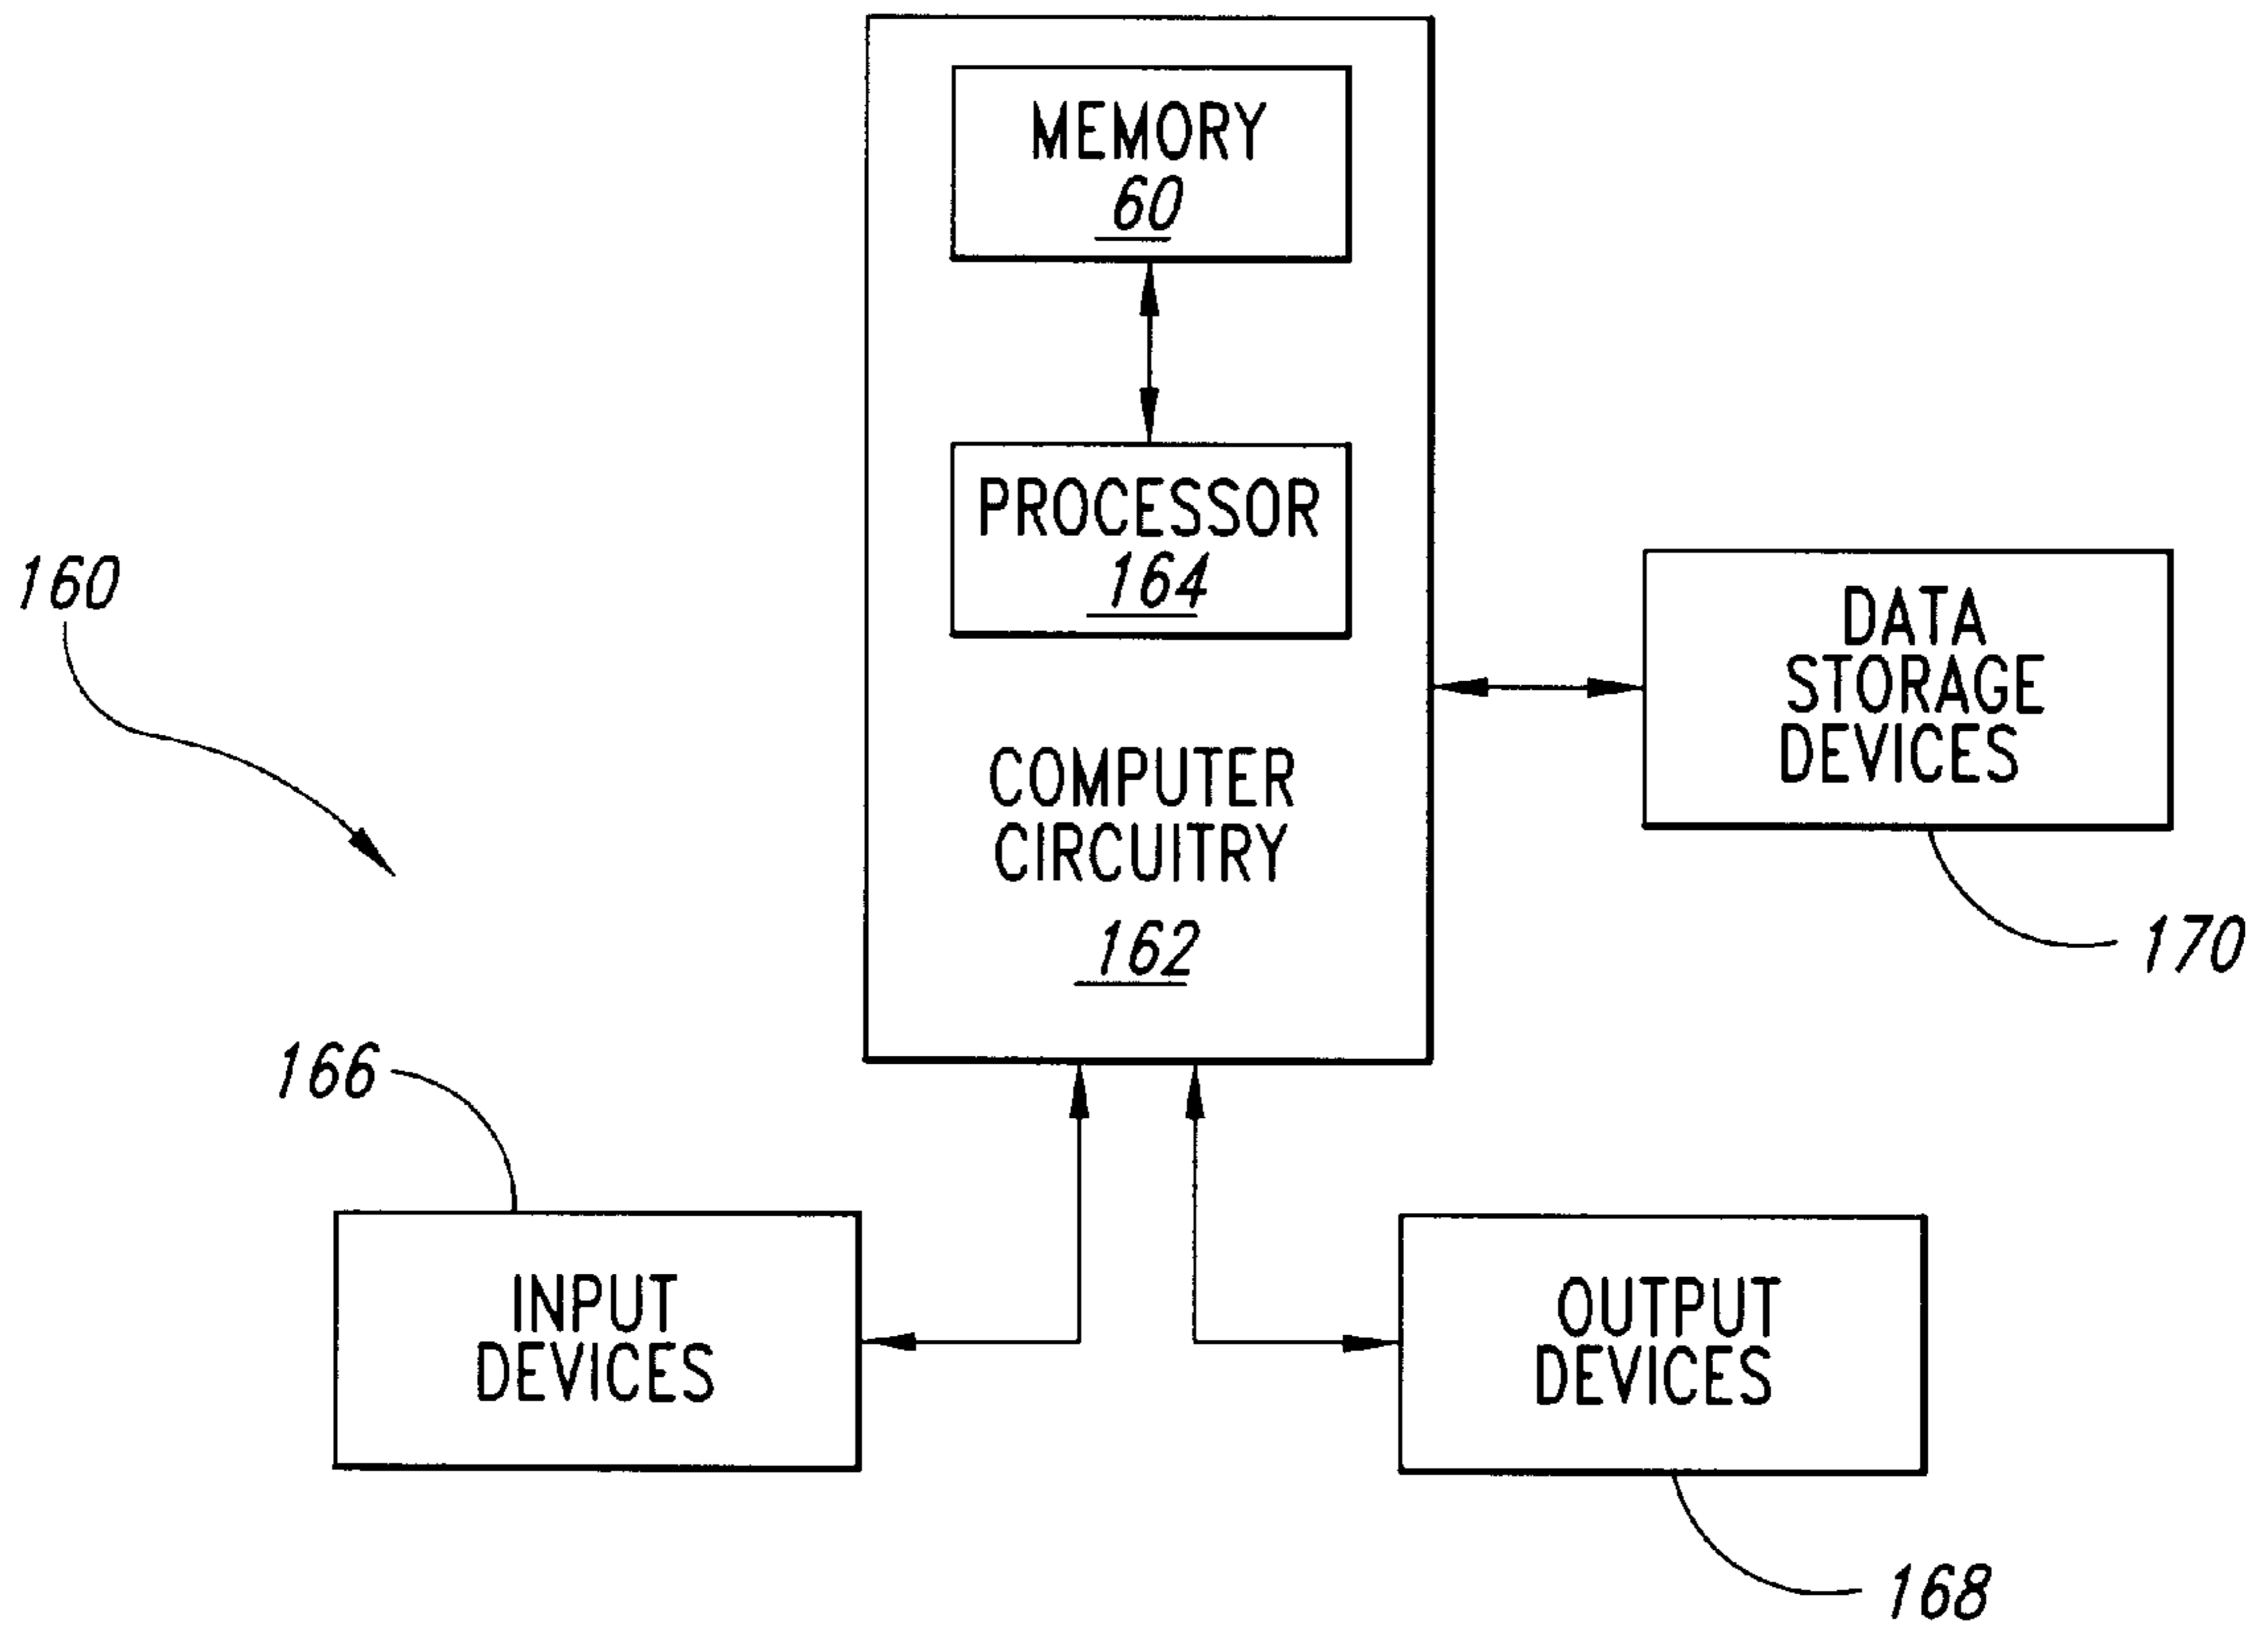 MEMORY
60
PROCESSOR
164
160
DATA
STORAGE
DEVICES
COMPUTER
CIRCUITRY
162
170
166
INPUT
DEVICES
OUTPUT
DEVICES
168